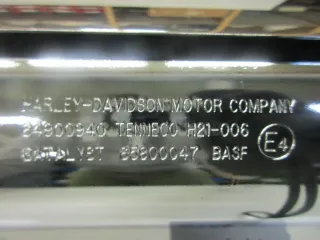 HARLEY-DAVIDSON MOTOR COMPANY
64900940 TENNECO H21-006
CATALYST 65800047 BASF E4